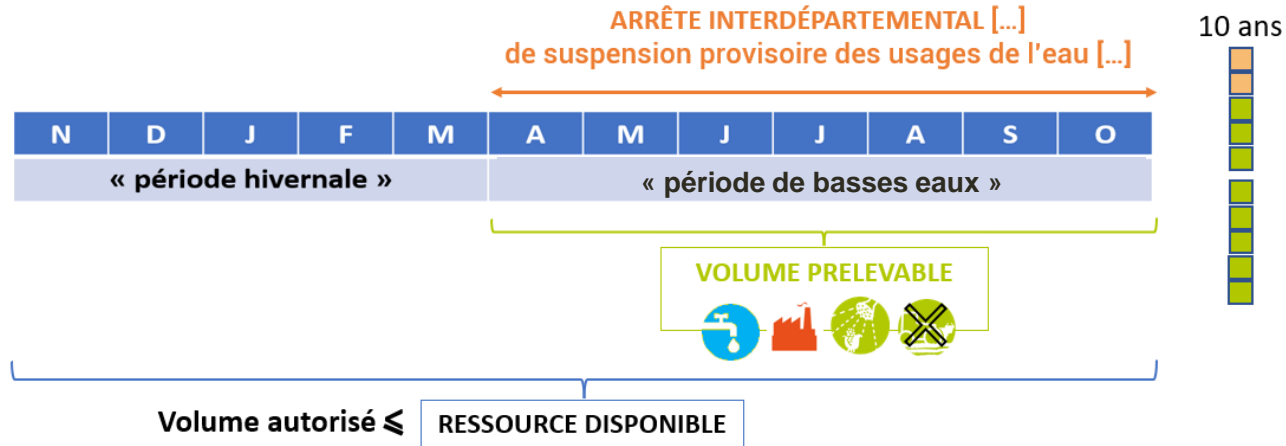 ARRÊTE INTERDÉPARTEMENTAL [...]
de suspension provisoire des usages de l'eau [...]
10 ans
N D J F M A M J J A S O
« période hivernale » « période de basses eaux »
VOLUME PRELEVABLE
Volume autorisé ⩽ RESSOURCE DISPONIBLE